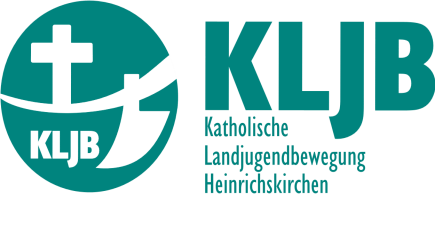 KLJB
KLJB
Katholische
Landjugendbewegung
Heinrichskirchen